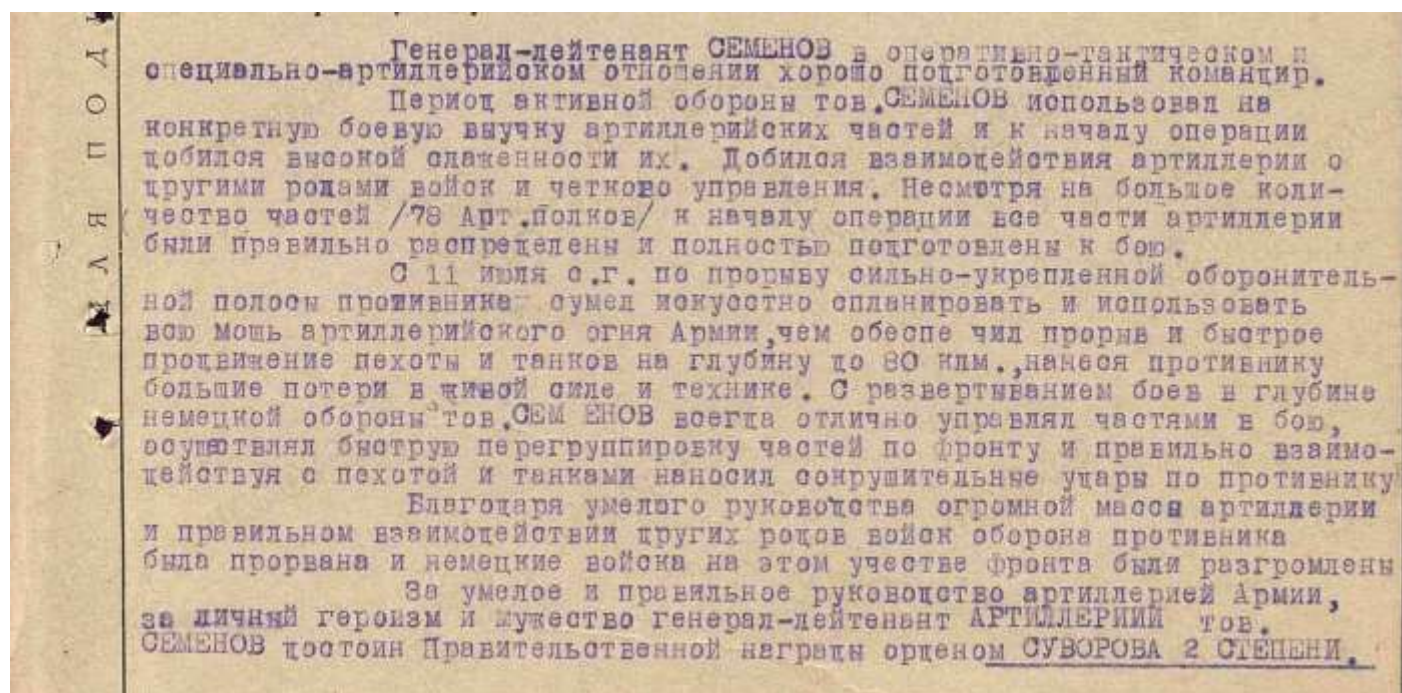 Генерал-лейтенант СЕМЕНОВ в оперативно-тактическом и
специально-артиллерийском отношении хорошо подготовленный командир.
Период активной обороны тов.СЕМЕНОВ использовал на
конкретную боевую выучку артиллерийских частей и к началу операции
добился высокой слаженности их. Добился взаимодействия артиллерии с
другими родами войск и четково управления. Несмотря на большое коли-
чество частей /78 Арт.полков/ к началу операции все части артиллерии
были правильно распределены и полностью подготовлены к бою.
С 11 июля с.г. по прорыву сильно-укрепленной оборонитель-
ной полосы противника сумел искусстно спланировать и использовать
всю мощь артиллерийского огня Армии,чем обеспе чил прорыв и быстрое
продвижение пехоты и танков на глубину до 80 клм.,нанеся противнику
большие потери в живой силе и технике. С развертыванием боев в глубине
немецкой обороны тов.СЕМ ЕНОВ всегда отлично управлял частями в бою,
осуществлял быструю перегруппировку частей по фронту и правильно взаимо-
действуя с пехотой и танками наносил сокрушительные удары по противнику
Благодаря умелого руководства огромной массы артиллерии
и правильном взаимодействии других родов войск оборона противника
была прорвана и немецкие войска на этом учестве фронта были разгромлены
За умелое и правильное руководство артиллерией Армии,
за личный героизм и мужество генерал-лейтенант АРТИЛЛЕРИИЙ тов.
СЕМЕНОВ достоин Правительственной награды орденом СУВОРОВА 2 СТЕПЕНИ.